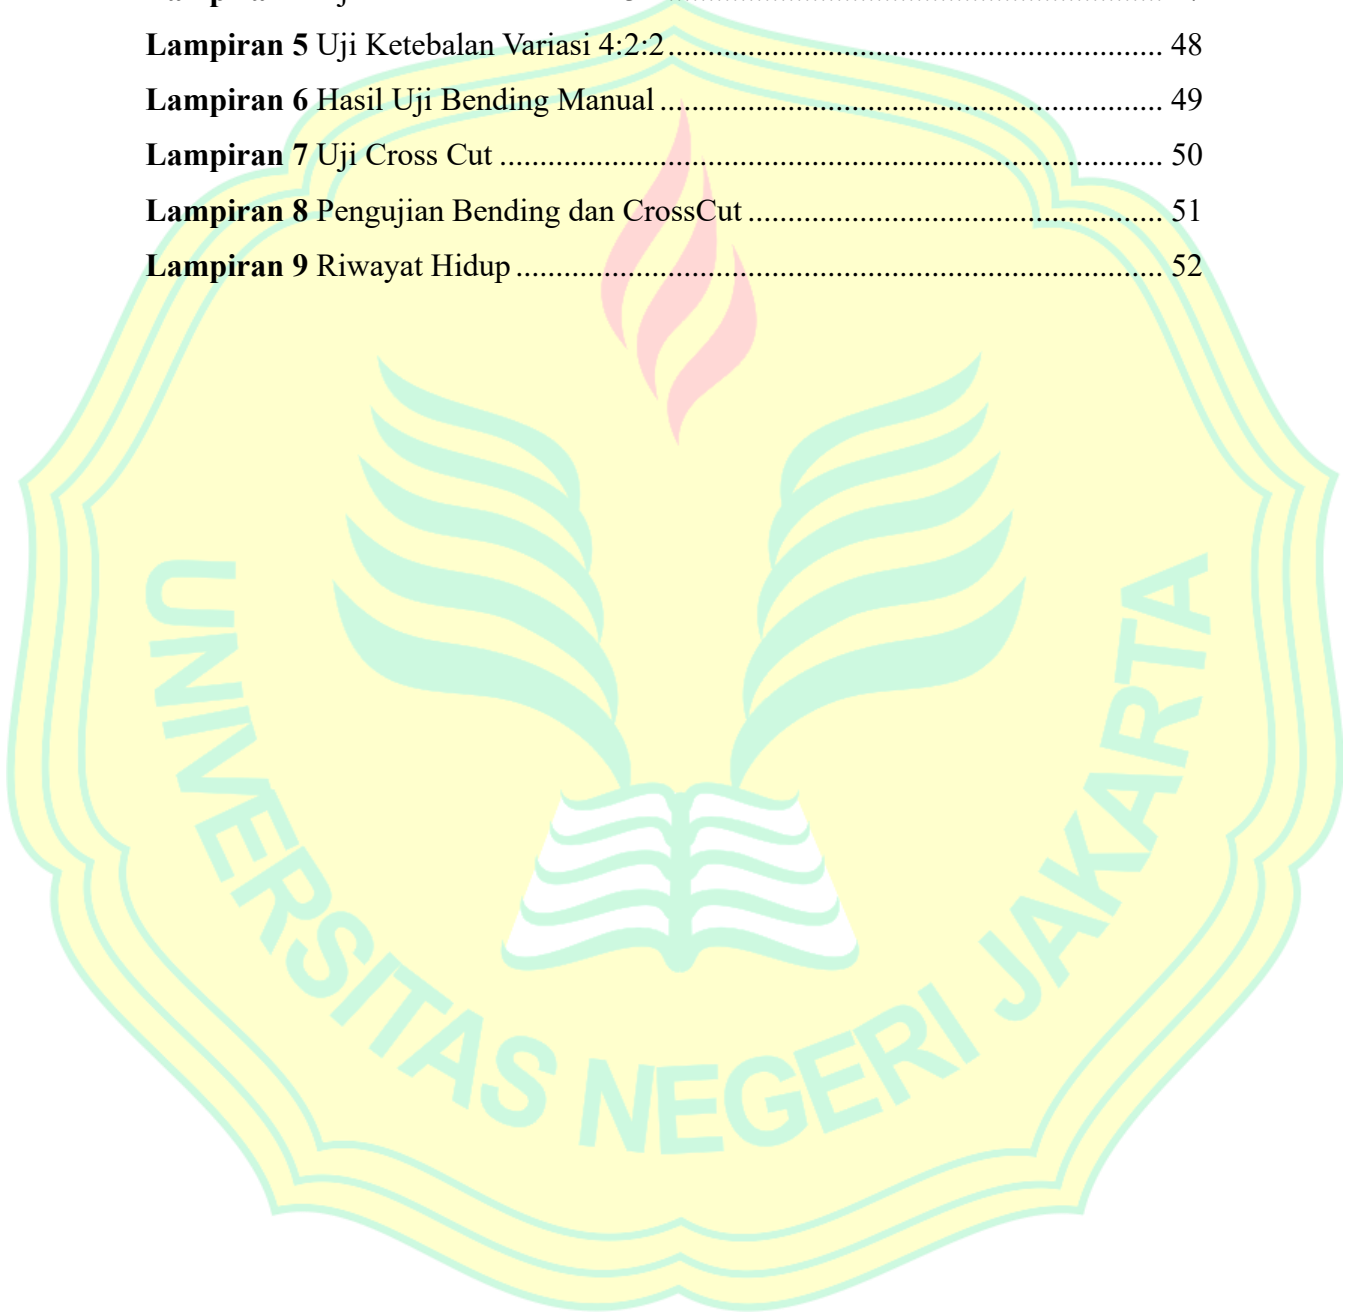 Lampiran 5 Uji Ketebalan Variasi 4:2:2............................................................... 48
Lampiran 6 Hasil Uji Bending Manual ................................................................ 49
Lampiran 7 Uji Cross Cut .................................................................................... 50
Lampiran 8 Pengujian Bending dan CrossCut ..................................................... 51
Lampiran 9 Riwayat Hidup .................................................................................. 52
UNIVERSITAS NEGERI JAKARTA